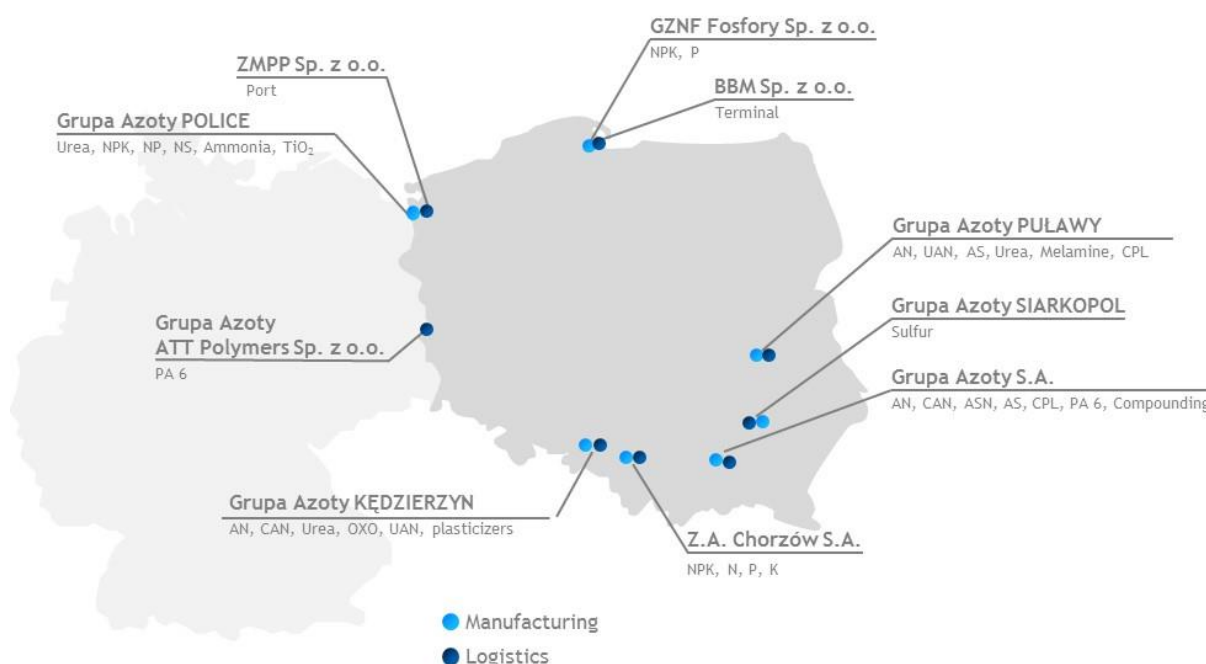 GZNF Fosfory Sp. z o.o.
NPK, P
ZMPP Sp. z o.o.
Port
BBM Sp. z o.o.
Terminal
Grupa Azoty POLICE
Urea, NPK, NP, NS, Ammonia, TiO₂
Grupa Azoty PUŁAWY
AN, UAN, AS, Urea, Melamine, CPL
Grupa Azoty SIARKOPOL
Sulfur
Grupa Azoty
ATT Polymers Sp. z o.o.
PA 6
Grupa Azoty S.A.
AN, CAN, ASN, AS, CPL, PA 6, Compounding
Grupa Azoty KĘDZIERZYN
AN, CAN, Urea, OXO, UAN, plasticizers
Z.A. Chorzów S.A.
NPK, N, P, K
Manufacturing
Logistics